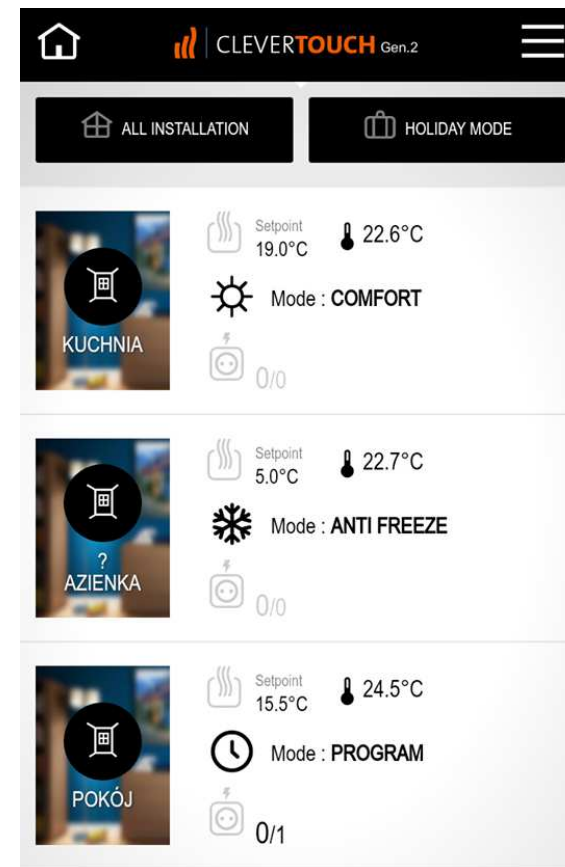 CLEVERTOUCH Gen.2
ALL INSTALLATION
HOLIDAY MODE
Setpoint
19.0°C
22.6°C
Mode : COMFORT
KUCHNIA
0/0
Setpoint
5.0°C
22.7°C
Mode : ANTI FREEZE
?
AZIENKA
0/0
Setpoint
15.5°C
24.5°C
Mode : PROGRAM
POKÓJ
0/1